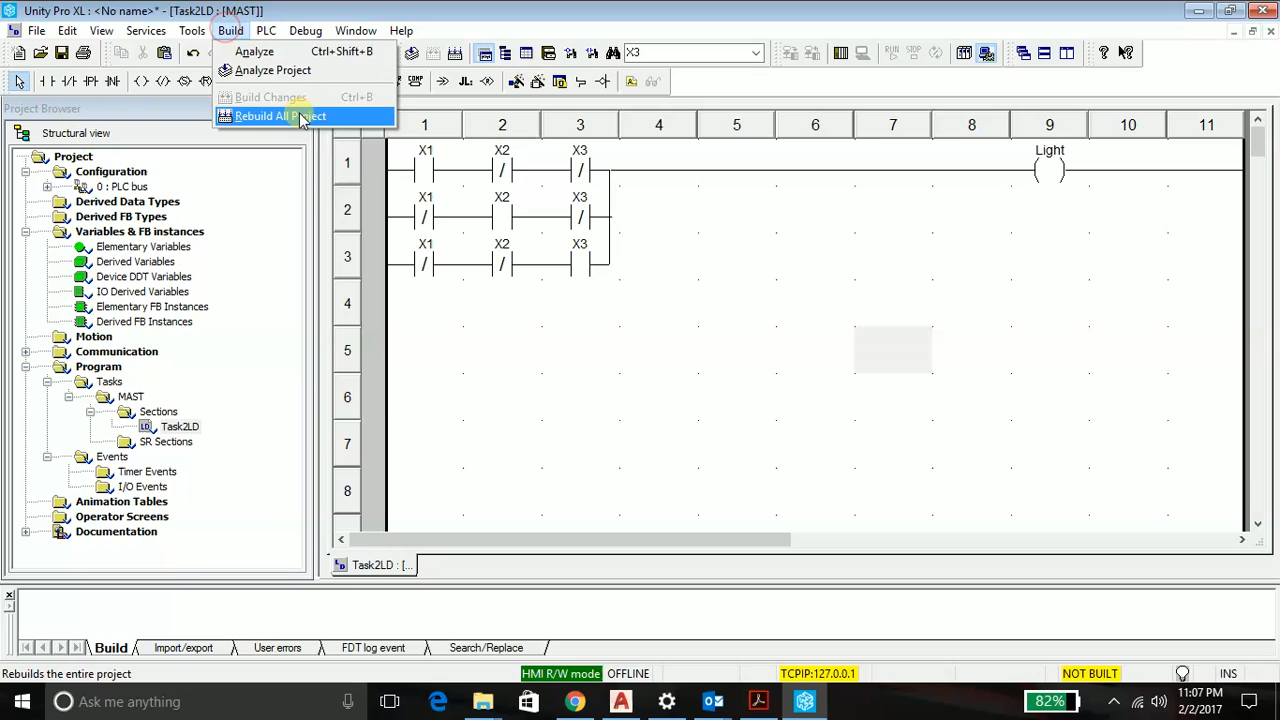 Unity Pro XL : <No name>* - [Task2LD : [MAST]]
File Edit View Services Tools Build PLC Debug Window Help
Analyze Ctrl+Shift+B
Analyze Project
Build Changes Ctrl+B
Rebuild All Project
X3
Project Browser
Structural view
Project
Configuration
0 : PLC bus
Derived Data Types
Derived FB Types
Variables & FB instances
Elementary Variables
Derived Variables
Device DDT Variables
IO Derived Variables
Elementary FB Instances
Derived FB Instances
Motion
Communication
Program
Tasks
MAST
Sections
Task2LD
SR Sections
Events
Timer Events
I/O Events
Animation Tables
Operator Screens
Documentation
1 2 3 4 5 6 7 8 9 10 11
1 X1 X2 X3 Light
2 X1 X2 X3
3 X1 X2 X3
4
5
6
7
8
Task2LD : [...
Build Import/export User errors FDT log event Search/Replace
Rebuilds the entire project HMI R/W mode OFFLINE TCPIP:127.0.0.1 NOT BUILT INS
Ask me anything
82% 11:07 PM
2/2/2017